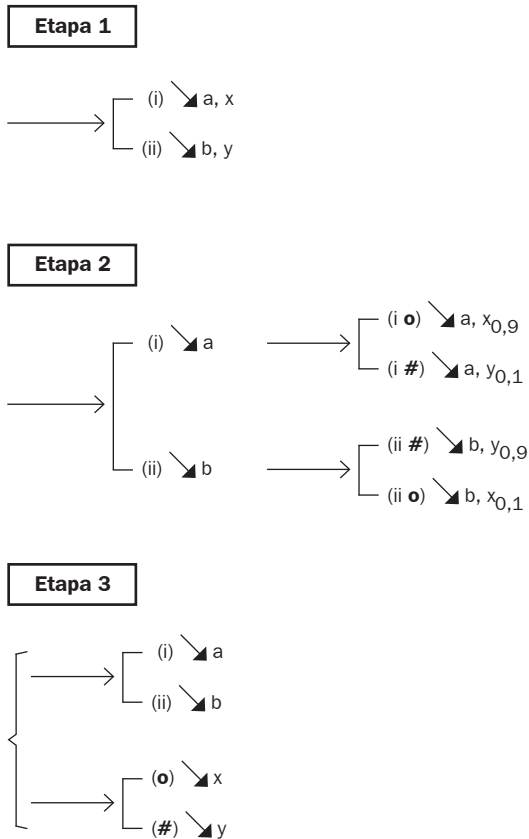 Etapa 1
(i) a, x
(ii) b, y
Etapa 2
(i) a
(i o) a, x0,9
(i #) a, y0,1
(ii) b
(ii #) b, y0,9
(ii o) b, x0,1
Etapa 3
(i) a
(ii) b
(o) x
(#) y